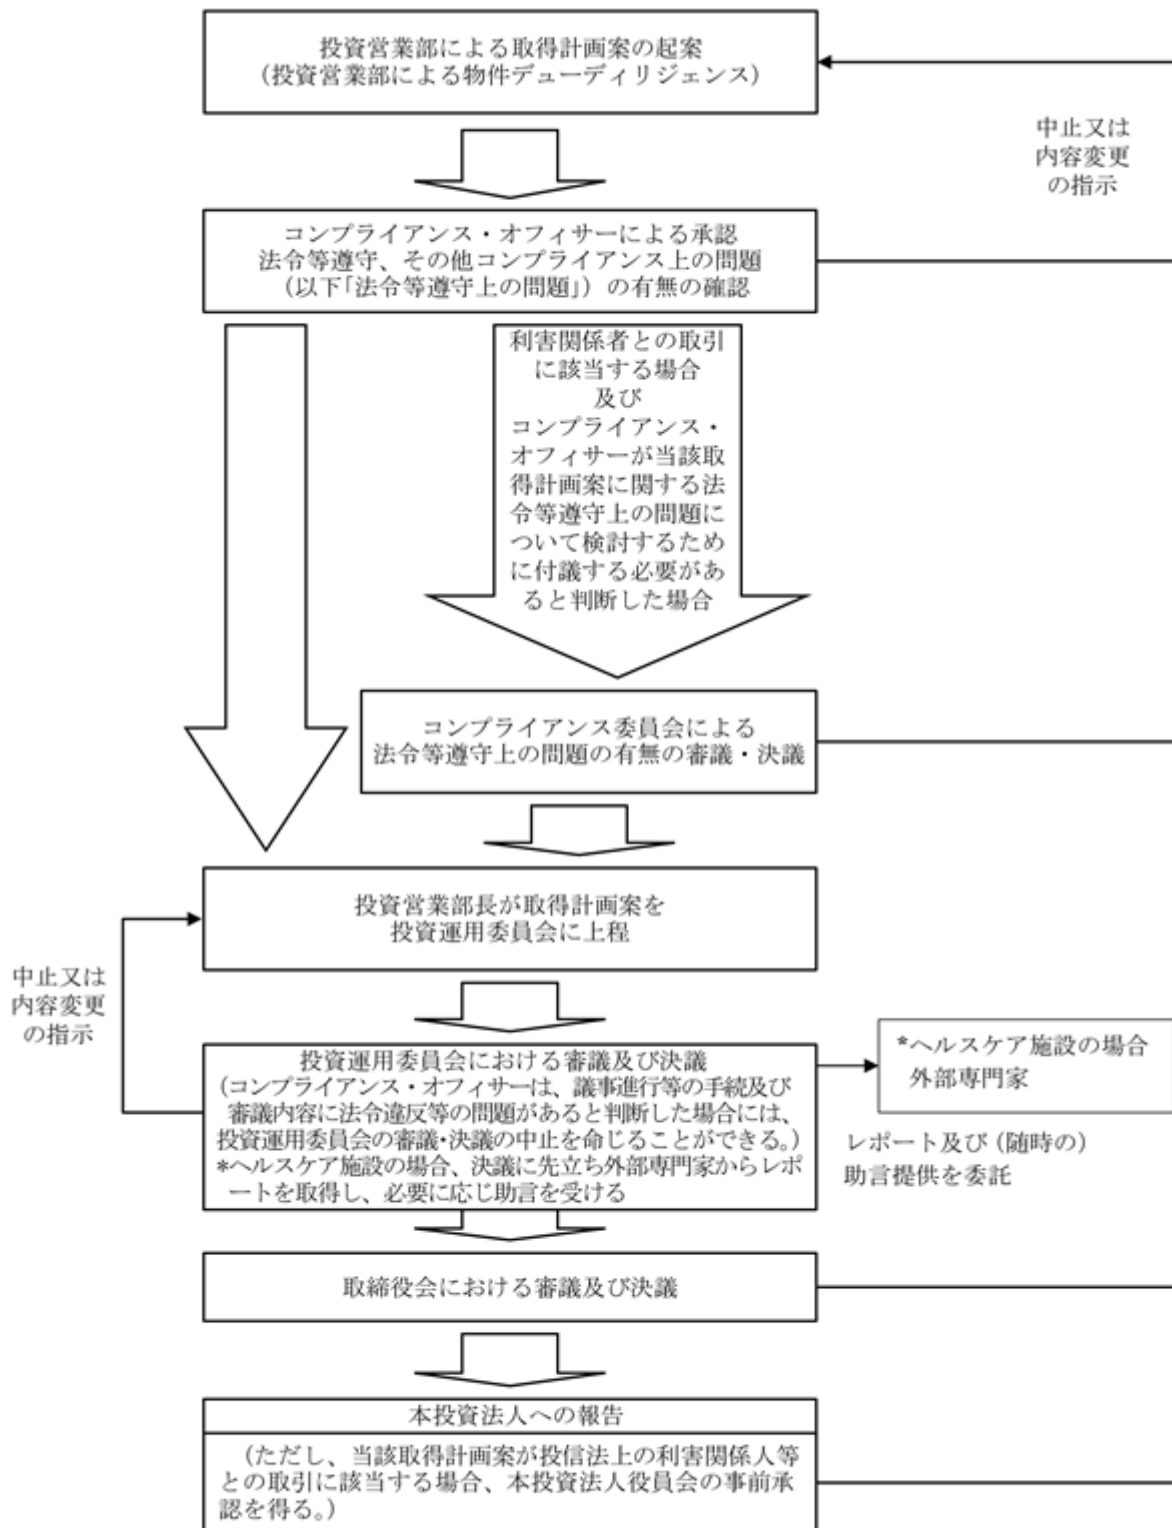 投資営業部による取得計画案の起案
（投資営業部による物件デューディリジェンス）
中止又は
内容変更
の指示
コンプライアンス・オフィサーによる承認
法令等遵守、その他コンプライアンス上の問題
（以下「法令等遵守上の問題」）の有無の確認
利害関係者との取引
に該当する場合
及び
コンプライアンス・
オフィサーが当該取
得計画案に関する法
令等遵守上の問題に
ついて検討するため
に付議する必要があ
ると判断した場合
コンプライアンス委員会による
法令等遵守上の問題の有無の審議・決議
投資営業部長が取得計画案を
投資運用委員会に上程
中止又は
内容変更
の指示
投資運用委員会における審議及び決議
（コンプライアンス・オフィサーは、議事進行等の手続及び
審議内容に法令違反等の問題があると判断した場合には、
投資運用委員会の審議・決議の中止を命じることができる。）
*ヘルスケア施設の場合、決議に先立ち外部専門家からレポ
ートを取得し、必要に応じ助言を受ける
*ヘルスケア施設の場合
外部専門家
レポート及び（随時の）
助言提供を委託
取締役会における審議及び決議
本投資法人への報告
（ただし、当該取得計画案が投信法上の利害関係人等
との取引に該当する場合、本投資法人役員会の事前承
認を得る。）